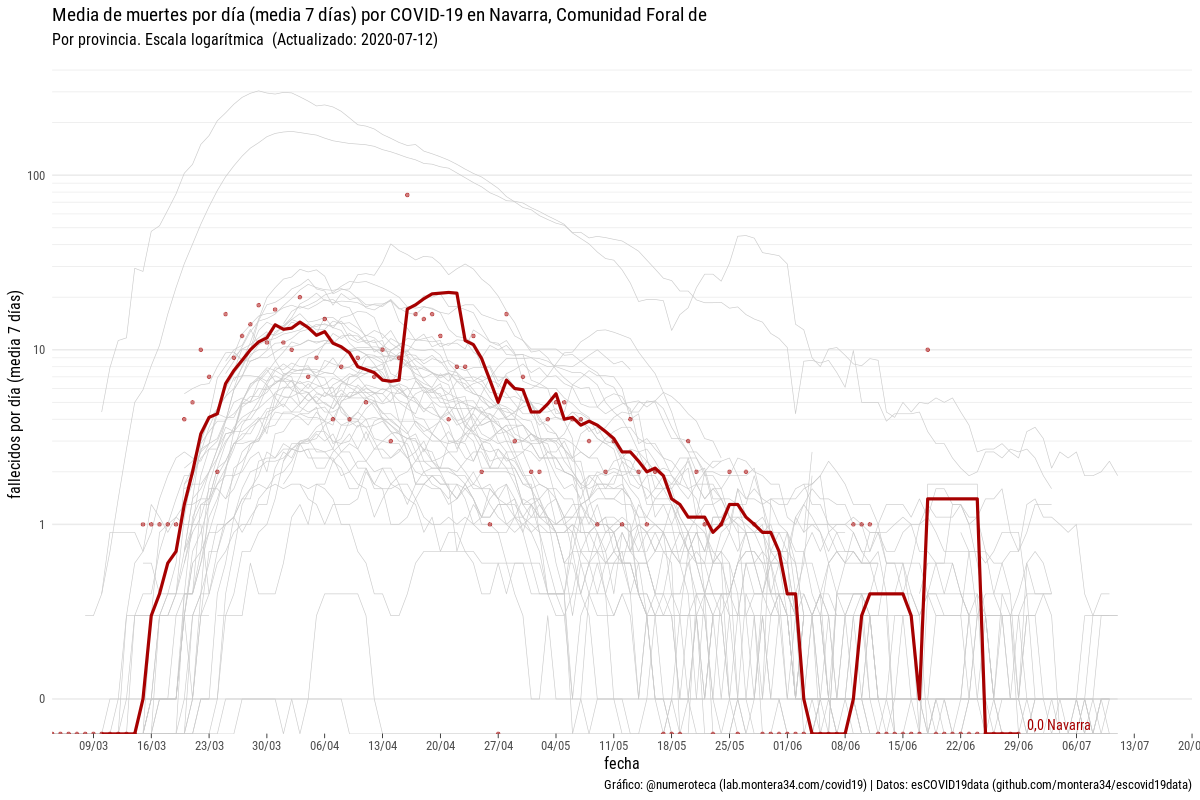 Media de muertes por día (media 7 días) por COVID-19 en Navarra, Comunidad Foral de
Por provincia. Escala logarítmica  (Actualizado: 2020-07-12)
fallecidos por día (media  7 días)
100
10
1
0
0,0 Navarra
09/03 16/03 23/03 30/03 06/04 13/04 20/04 27/04 04/05 11/05 18/05 25/05 01/06 08/06 15/06 22/06 29/06 06/07 13/07 20/0
fecha
Gráfico: @numeroteca (lab.montera34.com/covid19) | Datos: esCOVID19data (github.com/montera34/escovid19data)